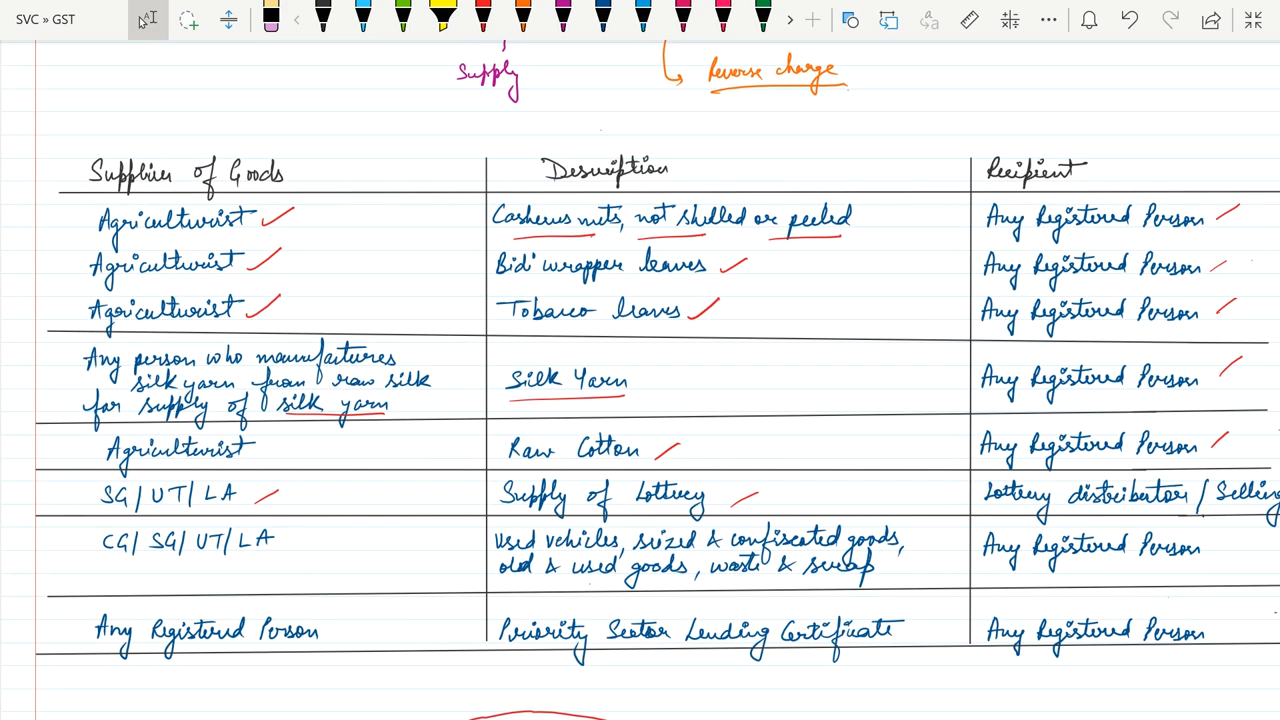 SVC » GST
Supply
Reverse charge
Supplier of Goods Description Recipient
Agriculturist Cashews nuts, not shelled or peeled Any Registered Person
Agriculturist Bidi wrapper leaves Any Registered Person
Agriculturist Tobacco leaves Any Registered Person
Any person who manufactures
silk yarn from raw silk
for supply of silk yarn Silk Yarn Any Registered Person
Agriculturist Raw Cotton Any Registered Person
SG/ UT/ LA Supply of Lottery Lottery distributor / Selling
CG/ SG/ UT/ LA Used vehicles, sized & confiscated goods,
old & used goods, waste & scrap Any Registered Person
Any Registered Person Priority Sector Lending Certificate Any Registered Person